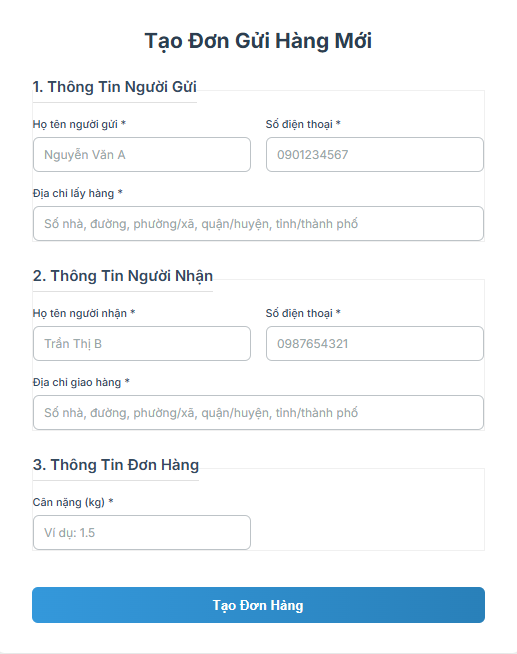 Tạo Đơn Gửi Hàng Mới
1. Thông Tin Người Gửi
Họ tên người gửi *
Số điện thoại *
Nguyễn Văn A
0901234567
Địa chỉ lấy hàng *
Số nhà, đường, phường/xã, quận/huyện, tỉnh/thành phố
2. Thông Tin Người Nhận
Họ tên người nhận *
Số điện thoại *
Trần Thị B
0987654321
Địa chỉ giao hàng *
Số nhà, đường, phường/xã, quận/huyện, tỉnh/thành phố
3. Thông Tin Đơn Hàng
Cân nặng (kg) *
Ví dụ: 1.5
Tạo Đơn Hàng